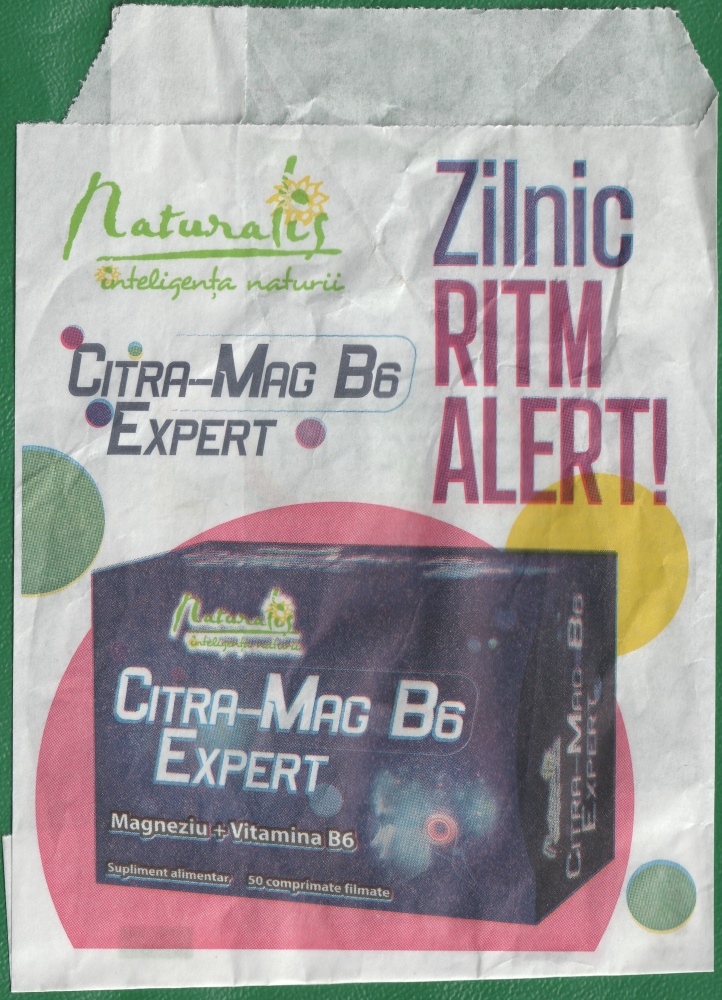 Naturalis
inteligența naturii
Zilnic
RITM
ALERT!
CITRA-MAG B6
EXPERT
Naturalis
inteligența naturii
CITRA-MAG B6
EXPERT
Magneziu + Vitamina B6
Supliment alimentar
50 comprimate filmate
Naturalis
CITRA-MAG B6
EXPERT